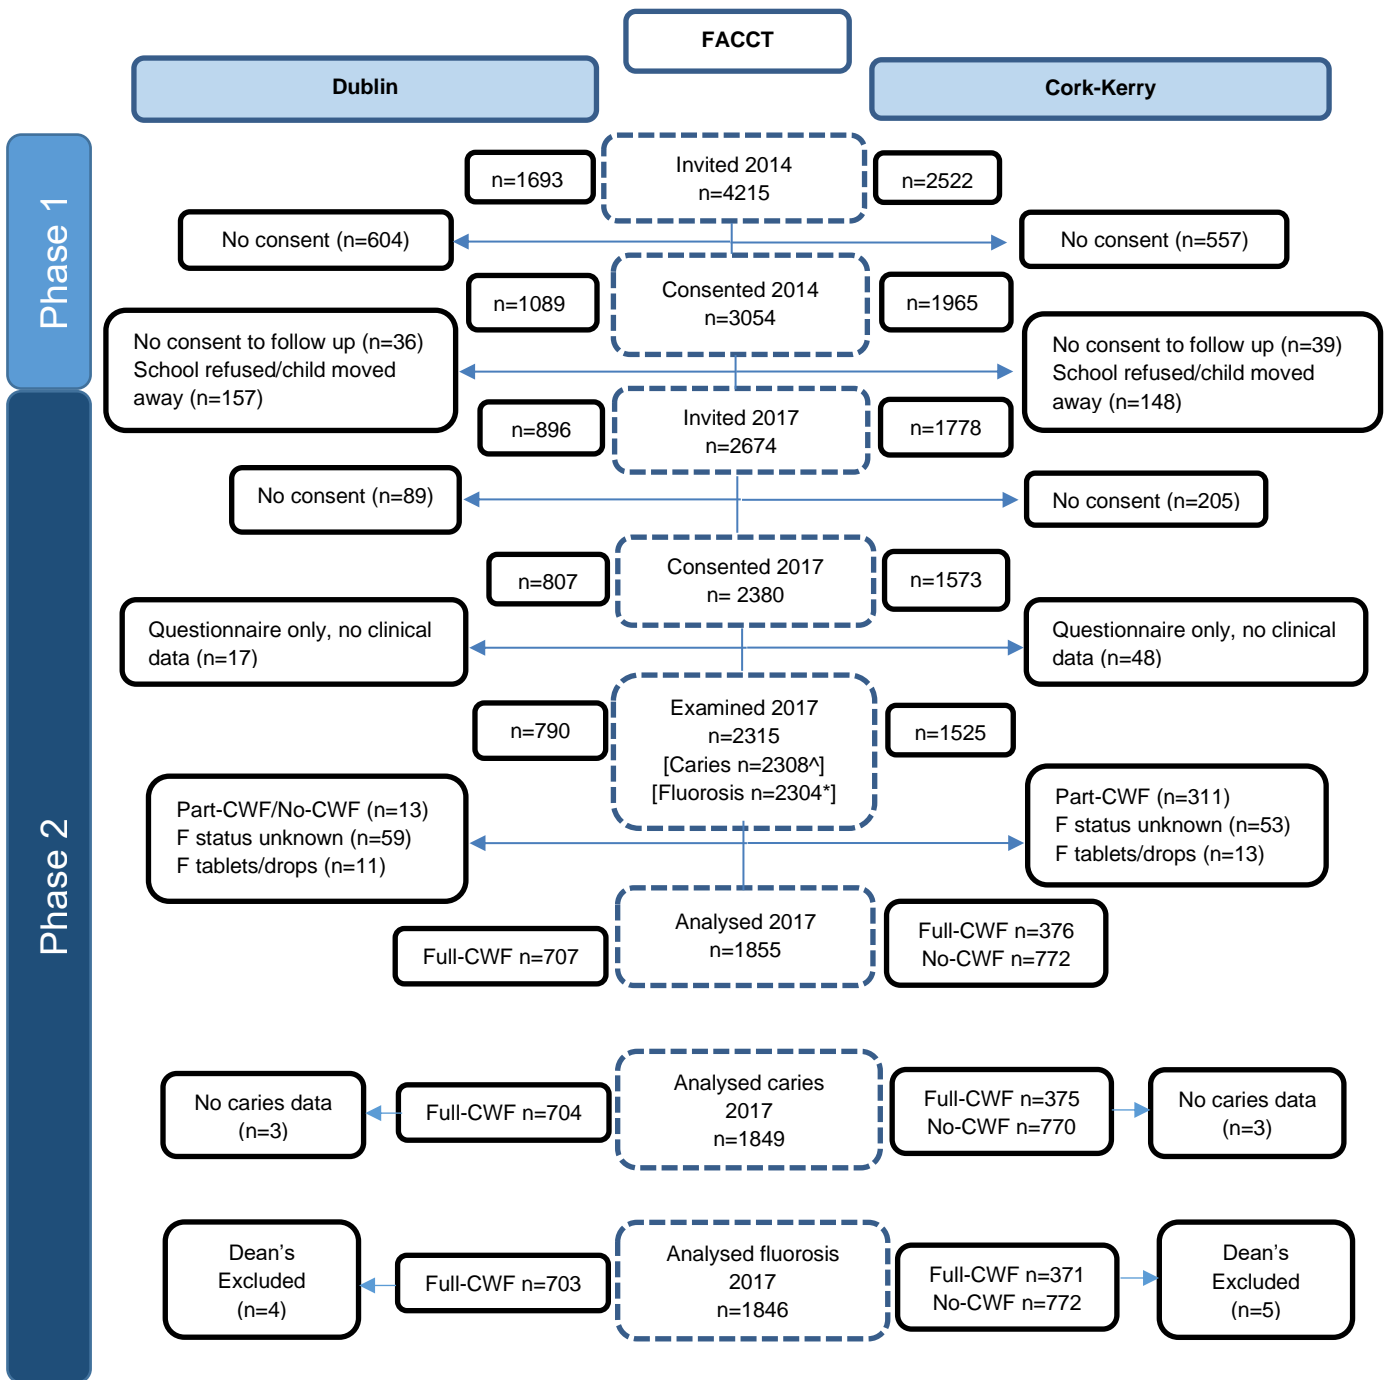 FACCT
Dublin
Cork-Kerry
Phase 1
n=1693
Invited 2014
n=4215
n=2522
No consent (n=604)
No consent (n=557)
n=1089
Consented 2014
n=3054
n=1965
No consent to follow up (n=36)
School refused/child moved
away (n=157)
No consent to follow up (n=39)
School refused/child moved
away (n=148)
Phase 2
n=896
Invited 2017
n=2674
n=1778
No consent (n=89)
No consent (n=205)
n=807
Consented 2017
n= 2380
n=1573
Questionnaire only, no clinical
data (n=17)
Questionnaire only, no clinical
data (n=48)
n=790
Examined 2017
n=2315
[Caries n=2308^]
[Fluorosis n=2304*]
n=1525
Part-CWF/No-CWF (n=13)
F status unknown (n=59)
F tablets/drops (n=11)
Part-CWF (n=311)
F status unknown (n=53)
F tablets/drops (n=13)
Full-CWF n=707
Analysed 2017
n=1855
Full-CWF n=376
No-CWF n=772
No caries data
(n=3)
Full-CWF n=704
Analysed caries
2017
n=1849
Full-CWF n=375
No-CWF n=770
No caries data
(n=3)
Dean's
Excluded
(n=4)
Full-CWF n=703
Analysed fluorosis
2017
n=1846
Full-CWF n=371
No-CWF n=772
Dean's
Excluded
(n=5)